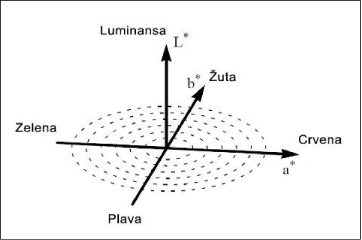 Luminansa
L*
b*
Žuta
Zelena
Crvena
a*
Plava